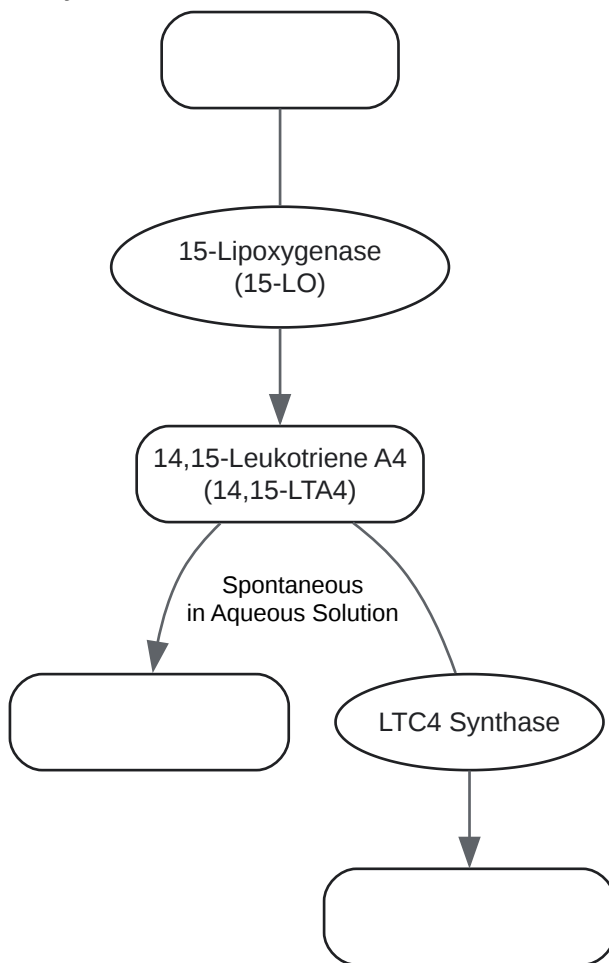 15-Lipoxygenase
(15-LO)
14,15-Leukotriene A4
(14,15-LTA4)
Spontaneous
in Aqueous Solution
LTC4 Synthase